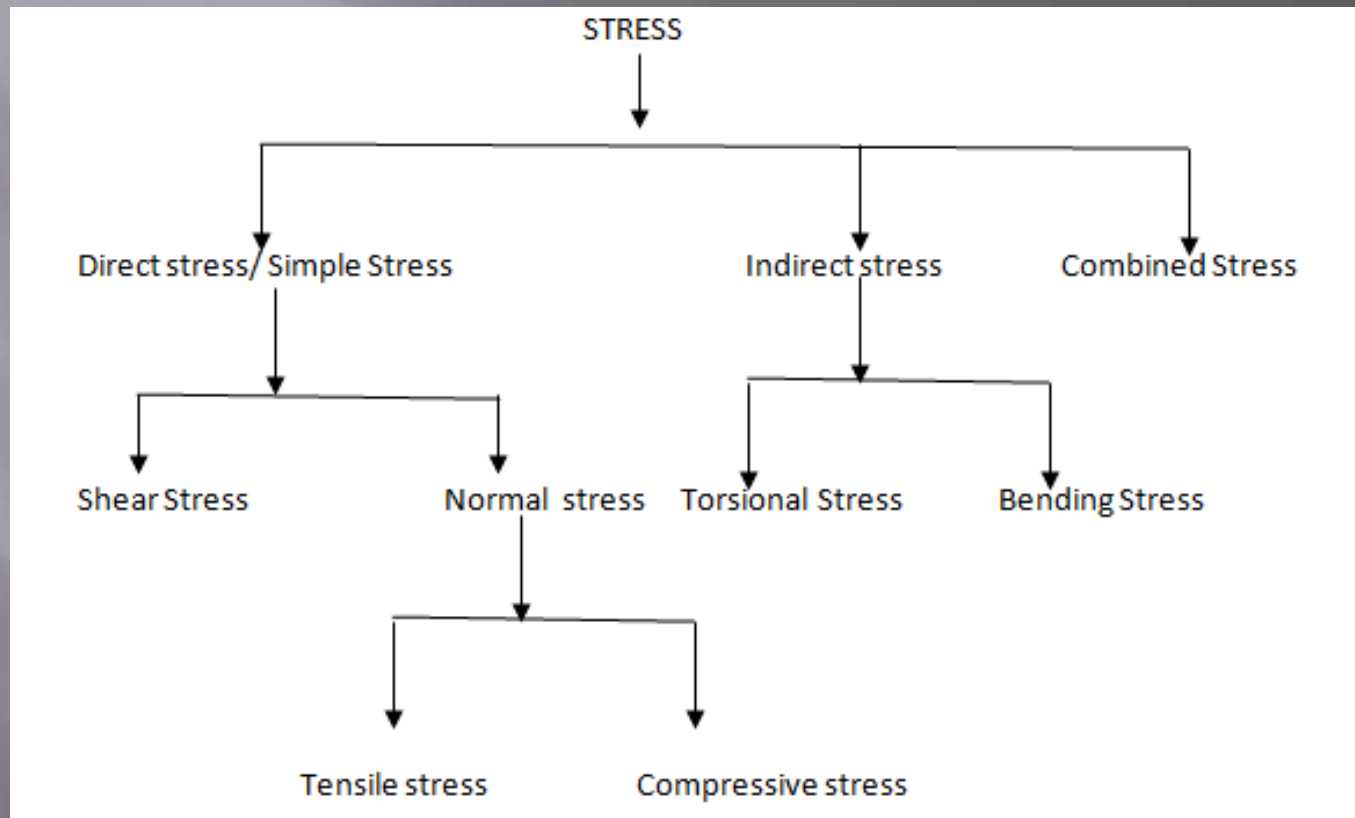 STRESS
Direct stress/ Simple Stress
Indirect stress
Combined Stress
Shear Stress
Normal stress
Torsional Stress
Bending Stress
Tensile stress
Compressive stress